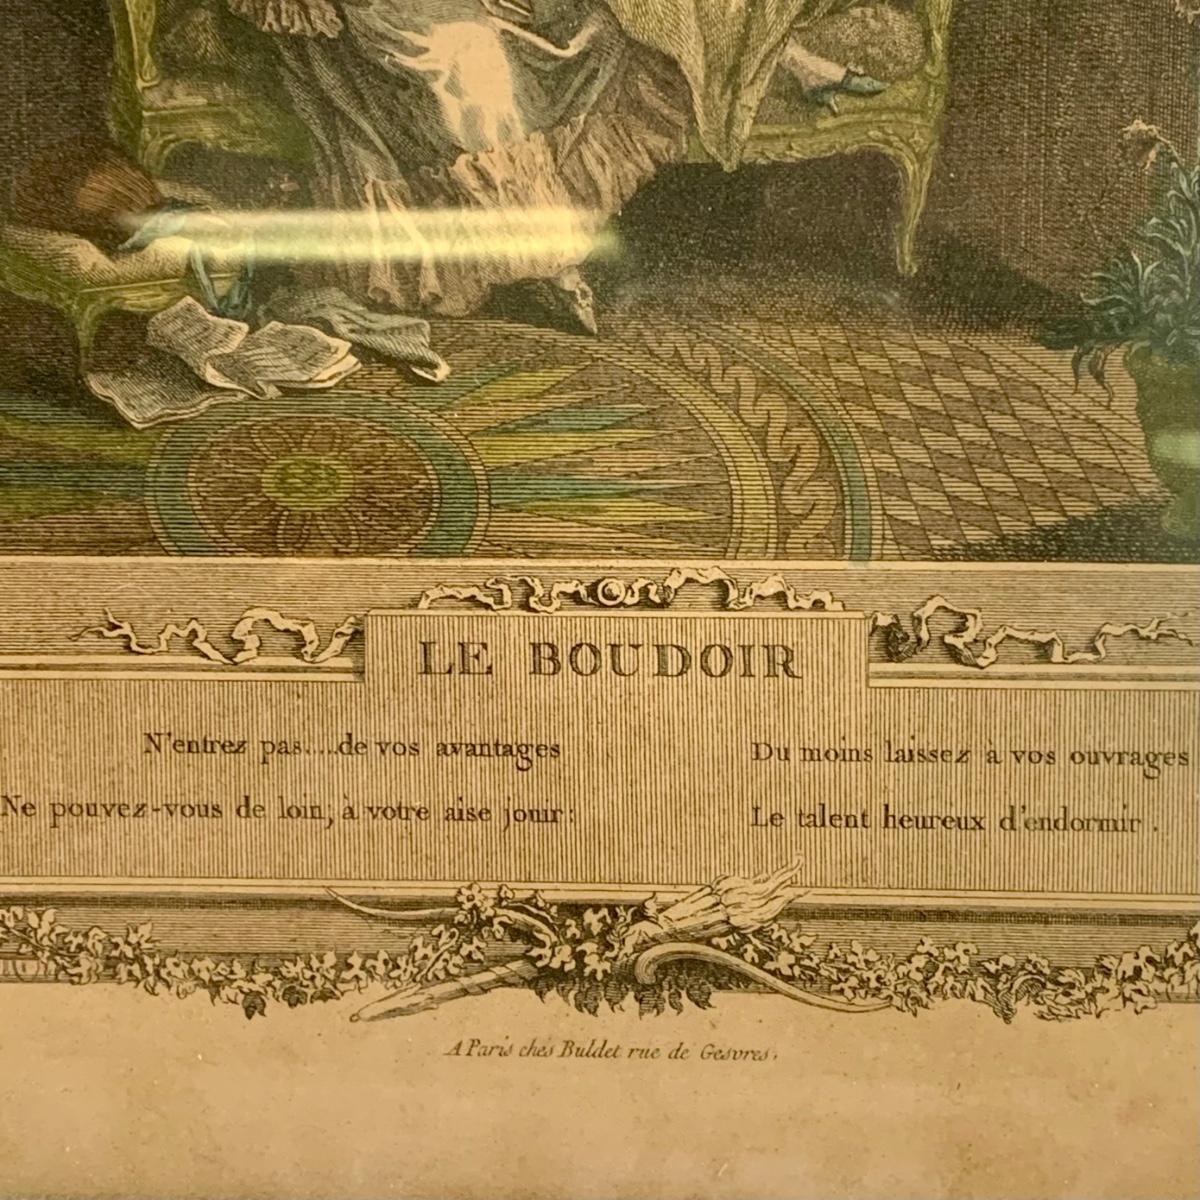 LE BOUDOIR
N'entrez pas....de vos avantages
Ne pouvez-vous de loin, à votre aise jouir:
Du moins laissez à vos ouvrages
Le talent heureux d'endormir.
A Paris chés Buldet rue de Gesvres.